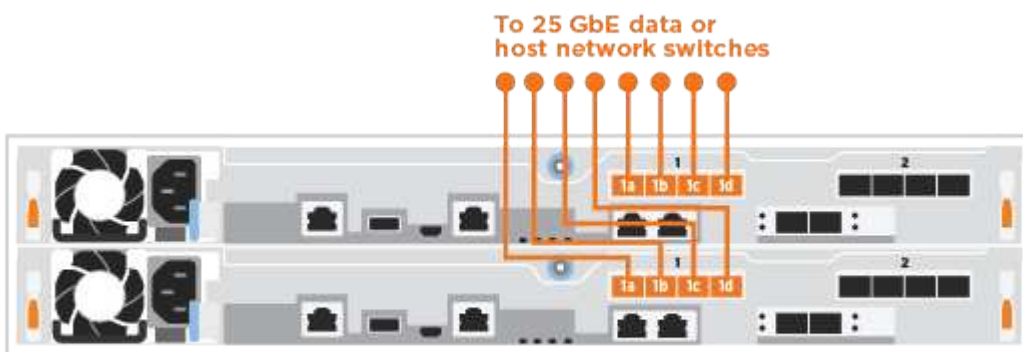 To 25 GbE data or
host network switches
1 2
1a 1b 1c 1d
1 2
1a 1b 1c 1d